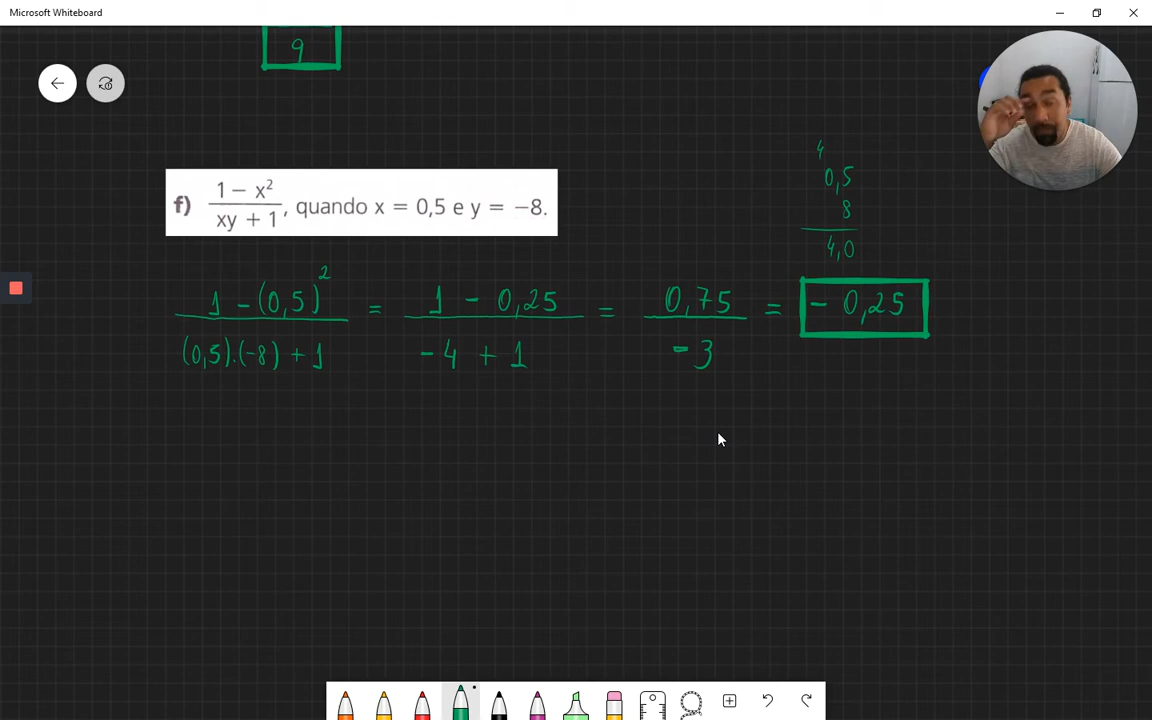 Microsoft Whiteboard
9
f) 1 − x² / xy + 1, quando x = 0,5 e y = −8.
4
0,5
8
4,0
1 − (0,5)² / (0,5).(-8) + 1 = 1 − 0,25 / -4 + 1 = 0,75 / -3 = - 0,25